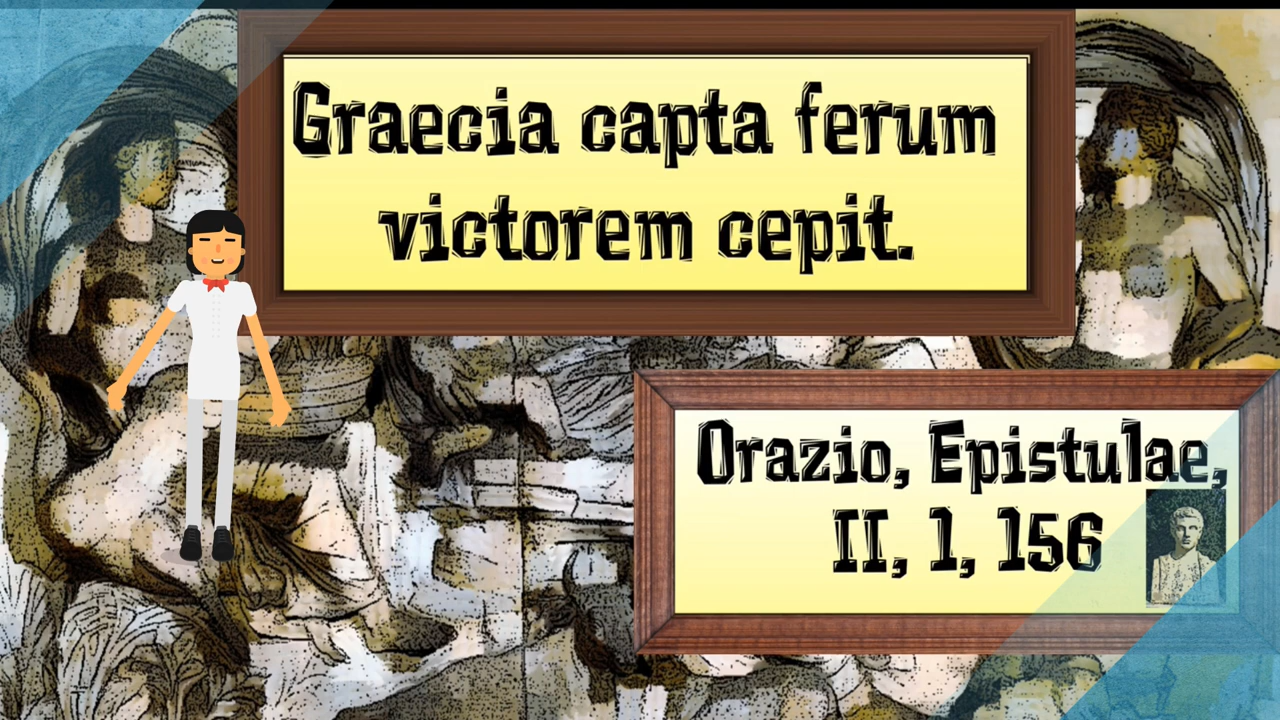 Graecia capta ferum
victorem cepit.
Orazio, Epistulae,
II, 1, 156